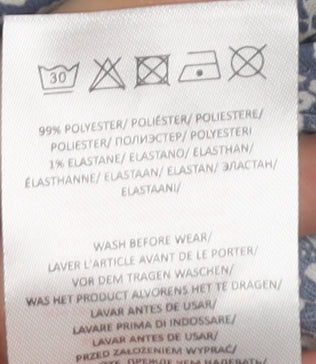 30
99% POLYESTER/ POLIÉSTER/ POLIESTERE/
POLIESTER/ ПОЛИЭСТЕР/ POLYESTERI
1% ELASTANE/ ELASTANO/ ELASTHAN/
ÉLASTHANNE/ ELASTAAN/ ELASTAN/ ЭЛАСТАН/
ELASTAANI/
WASH BEFORE WEAR/
LAVER L'ARTICLE AVANT DE LE PORTER/
VOR DEM TRAGEN WASCHEN/
WAS HET PRODUCT ALVORENS HET TE DRAGEN/
LAVAR ANTES DE USAR/
LAVARE PRIMA DI INDOSSARE/
LAVAR ANTES DE USAR/
PRZED ZAŁOŻENIEM WYPRAĆ/